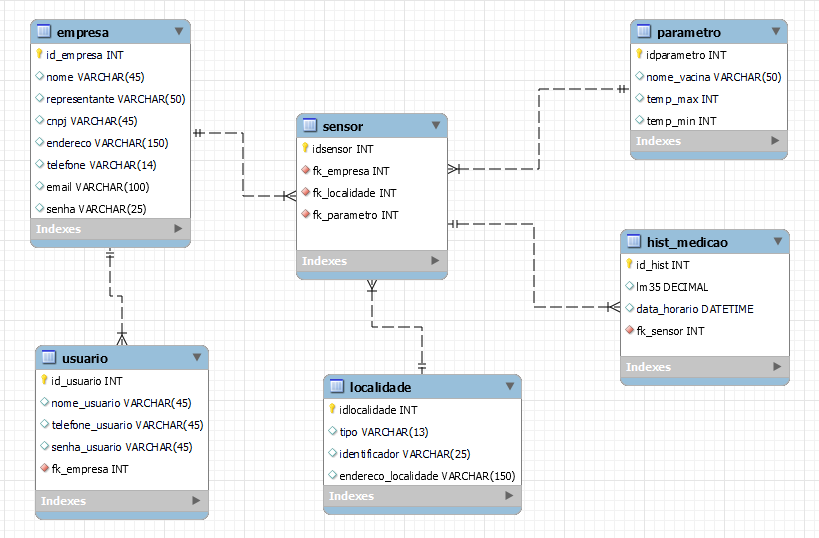 empresa
id_empresa INT
nome VARCHAR(45)
representante VARCHAR(50)
cnpj VARCHAR(45)
endereco VARCHAR(150)
telefone VARCHAR(14)
email VARCHAR(100)
senha VARCHAR(25)
Indexes
sensor
idsensor INT
fk_empresa INT
fk_localidade INT
fk_parametro INT
Indexes
parametro
idparametro INT
nome_vacina VARCHAR(50)
temp_max INT
temp_min INT
Indexes
hist_medicao
id_hist INT
lm35 DECIMAL
data_horario DATETIME
fk_sensor INT
Indexes
usuario
id_usuario INT
nome_usuario VARCHAR(45)
telefone_usuario VARCHAR(45)
senha_usuario VARCHAR(45)
fk_empresa INT
Indexes
localidade
idlocalidade INT
tipo VARCHAR(13)
identificador VARCHAR(25)
endereco_localidade VARCHAR(150)
Indexes